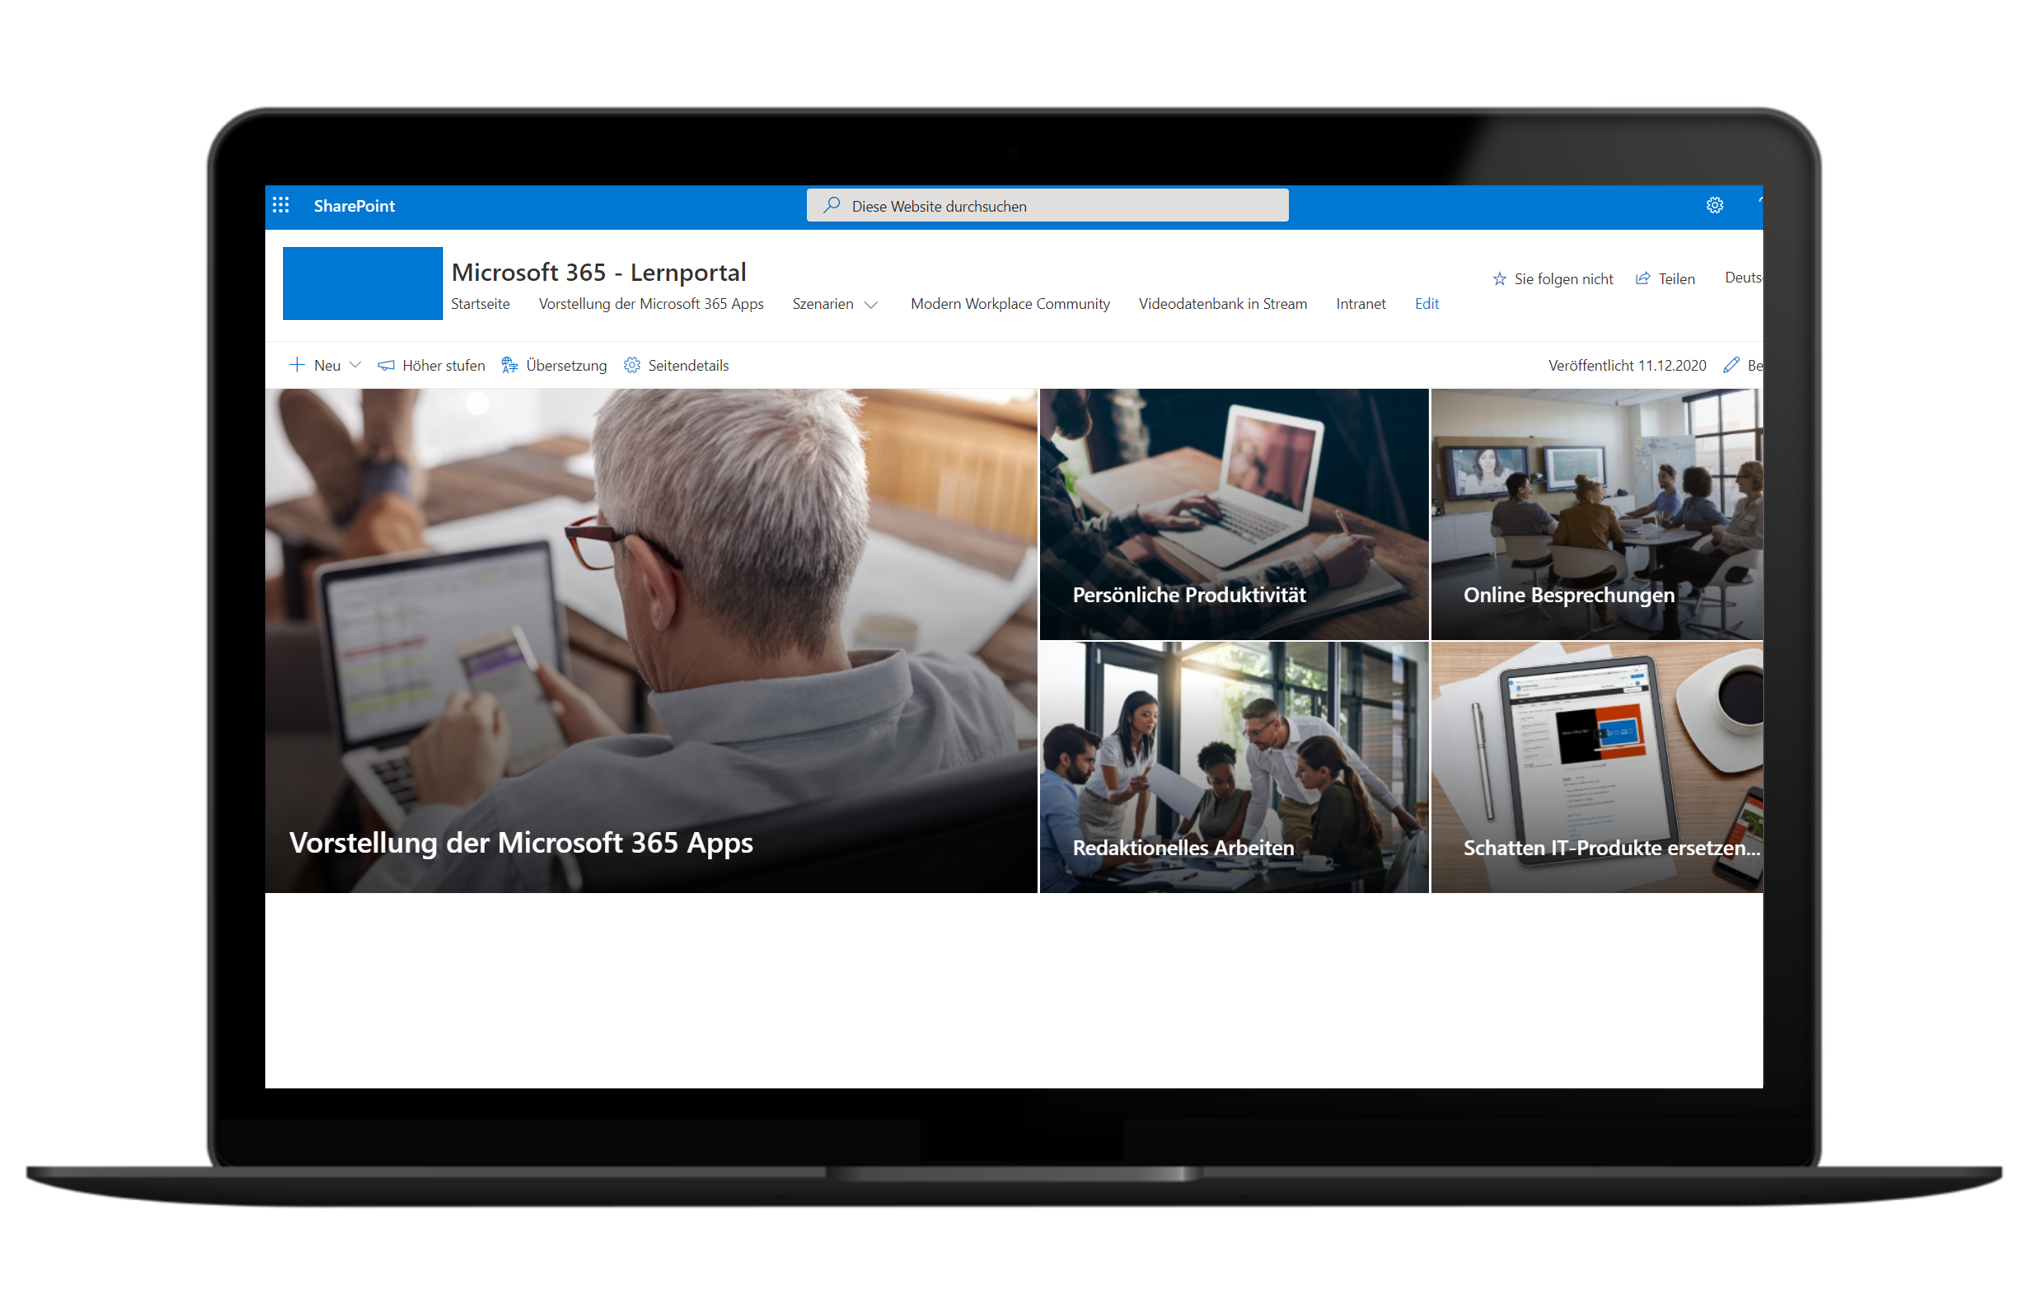 SharePoint
Diese Website durchsuchen
Microsoft 365 - Lernportal
Sie folgen nicht
Teilen
Startseite
Vorstellung der Microsoft 365 Apps
Szenarien
Modern Workplace Community
Videodatenbank in Stream
Intranet
Edit
Neu
Höher stufen
Übersetzung
Seitendetails
Veröffentlicht 11.12.2020
Vorstellung der Microsoft 365 Apps
Persönliche Produktivität
Online Besprechungen
Redaktionelles Arbeiten
Schatten IT-Produkte ersetzen...